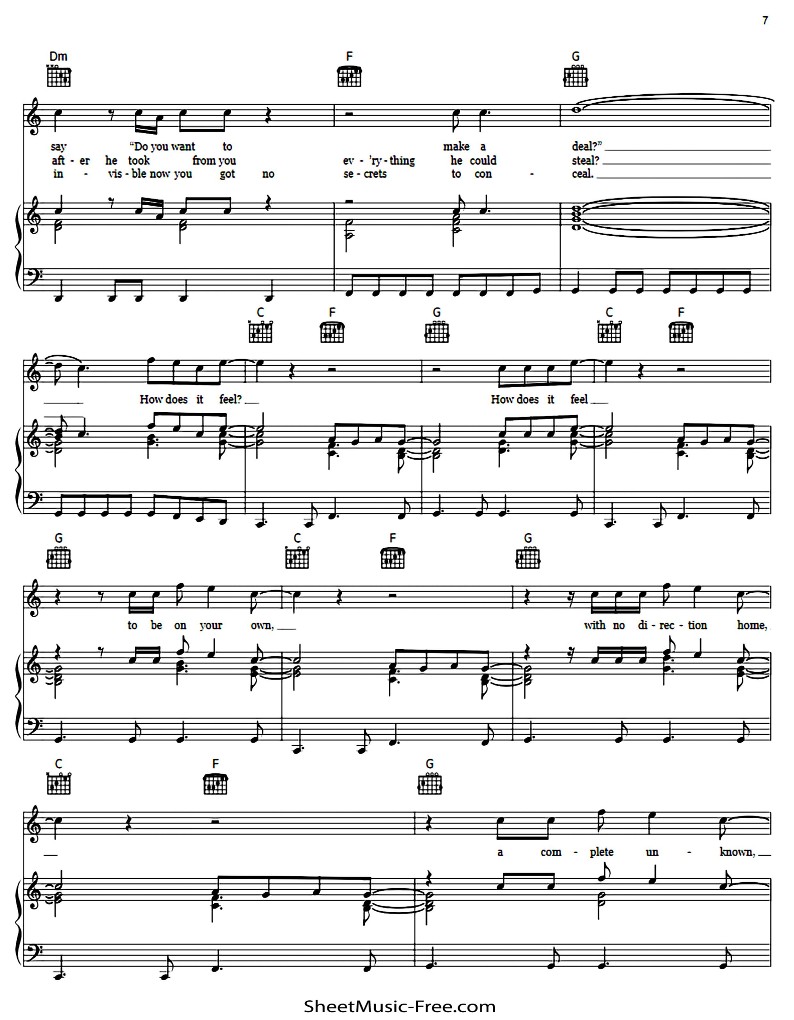 7
Dm F G
say "Do you want to make a deal?"
aft - er he took from you ev - 'ry - thing he could steal?
in - vis - ble now you got no se - crets to con - ceal.
C F G C F
How does it feel? How does it feel
G C F G
to be on your own, with no di - rec - tion home,
C F G
a com - plete un - known,
SheetMusic-Free.com